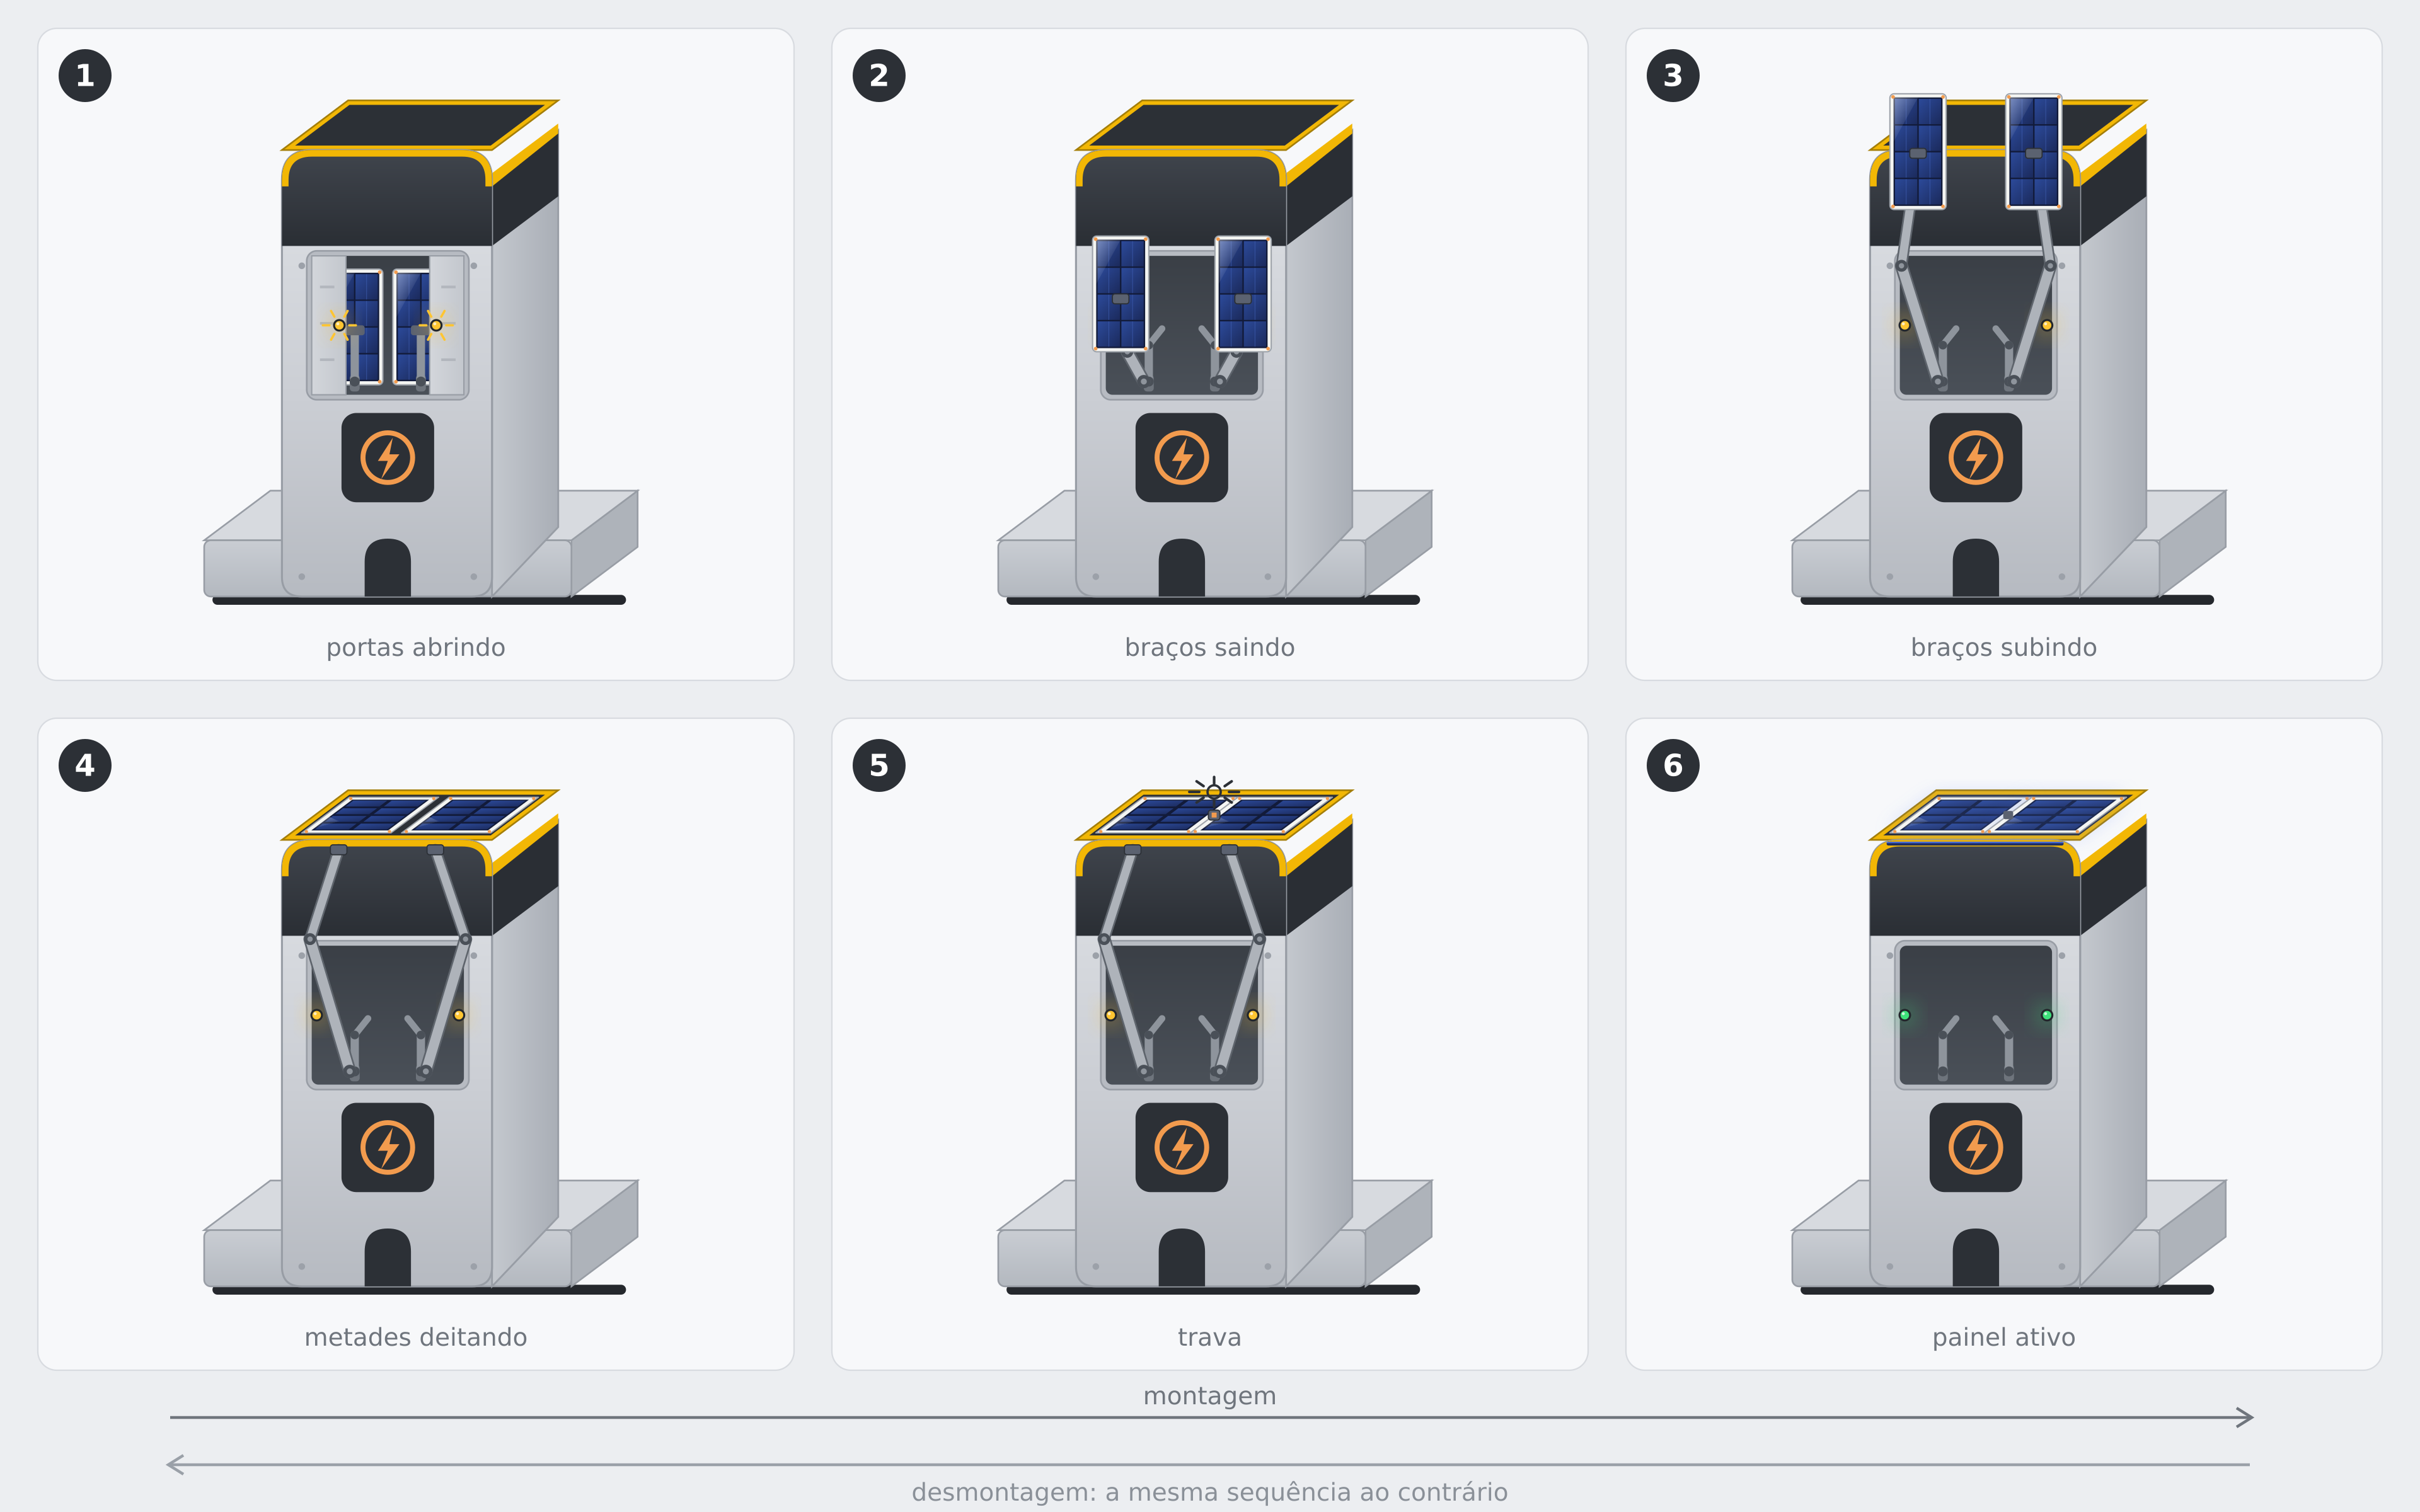 1
2
3
portas abrindo
braços saindo
braços subindo
4
5
6
metades deitando
trava
painel ativo
montagem
desmontagem: a mesma sequência ao contrário